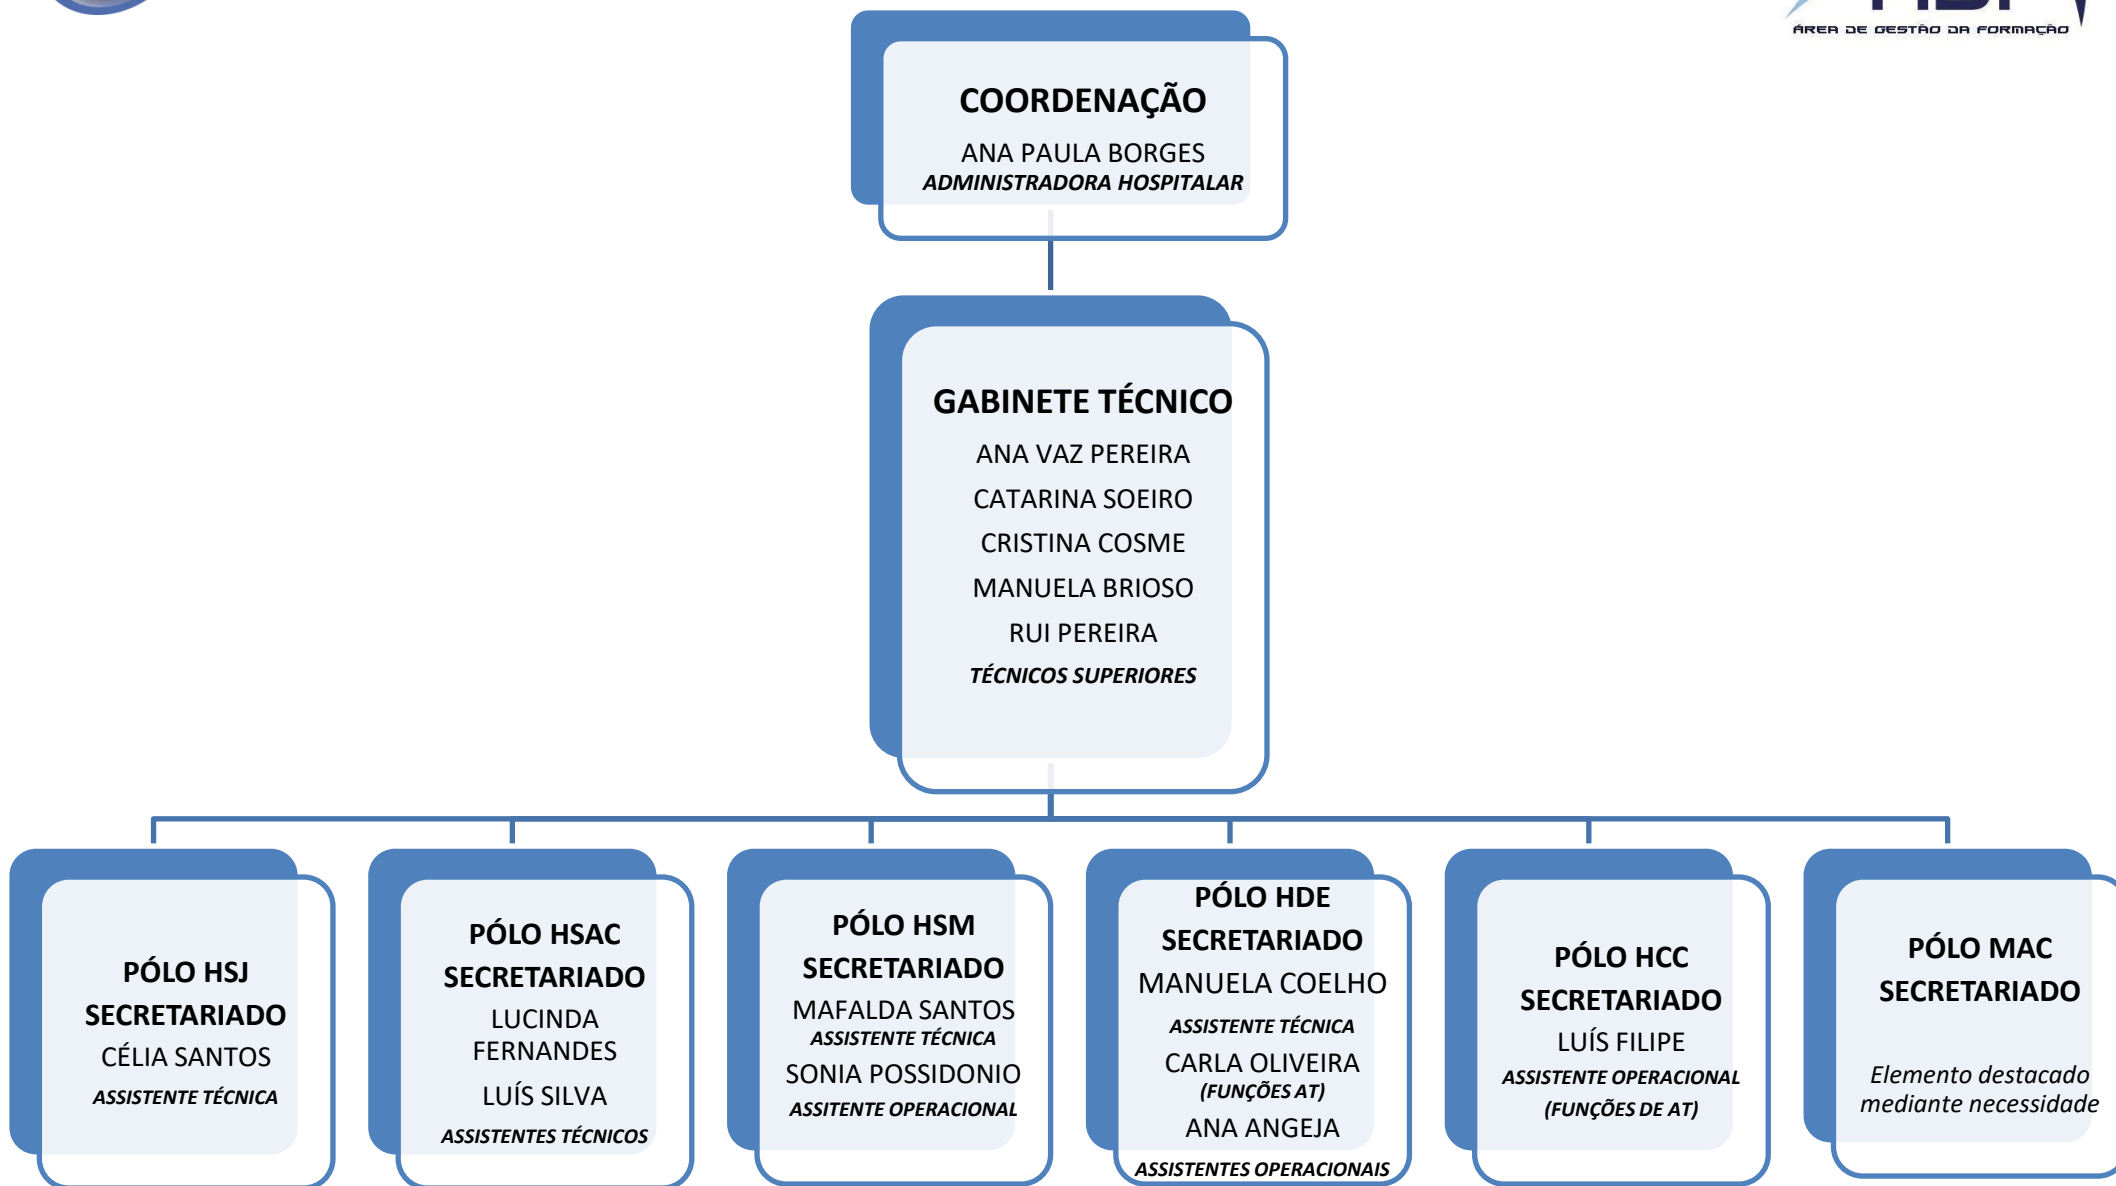 ÁREA DE GESTÃO DA FORMAÇÃO
COORDENAÇÃO
ANA PAULA BORGES
ADMINISTRADORA HOSPITALAR
GABINETE TÉCNICO
ANA VAZ PEREIRA
CATARINA SOEIRO
CRISTINA COSME
MANUELA BRIOSO
RUI PEREIRA
TÉCNICOS SUPERIORES
PÓLO HSJ
SECRETARIADO
CÉLIA SANTOS
ASSISTENTE TÉCNICA
PÓLO HSAC
SECRETARIADO
LUCINDA
FERNANDES
LUÍS SILVA
ASSISTENTES TÉCNICOS
PÓLO HSM
SECRETARIADO
MAFALDA SANTOS
ASSISTENTE TÉCNICA
SONIA POSSIDONIO
ASSITENTE OPERACIONAL
PÓLO HDE
SECRETARIADO
MANUELA COELHO
ASSISTENTE TÉCNICA
CARLA OLIVEIRA
(FUNÇÕES AT)
ANA ANGEJA
ASSISTENTES OPERACIONAIS
PÓLO HCC
SECRETARIADO
LUÍS FILIPE
ASSISTENTE OPERACIONAL
(FUNÇÕES DE AT)
PÓLO MAC
SECRETARIADO
Elemento destacado
mediante necessidade